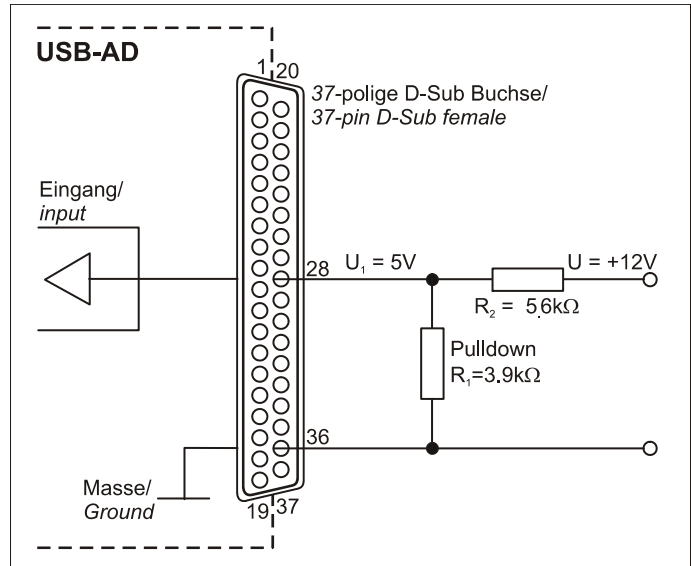 USB-AD
1 20
37-polige D-Sub Buchse/
37-pin D-Sub female
Eingang/
input
28
U₁ = 5V
U = +12V
R₂ = 5.6kΩ
Pulldown
R₁=3.9kΩ
36
Masse/
Ground
19 37